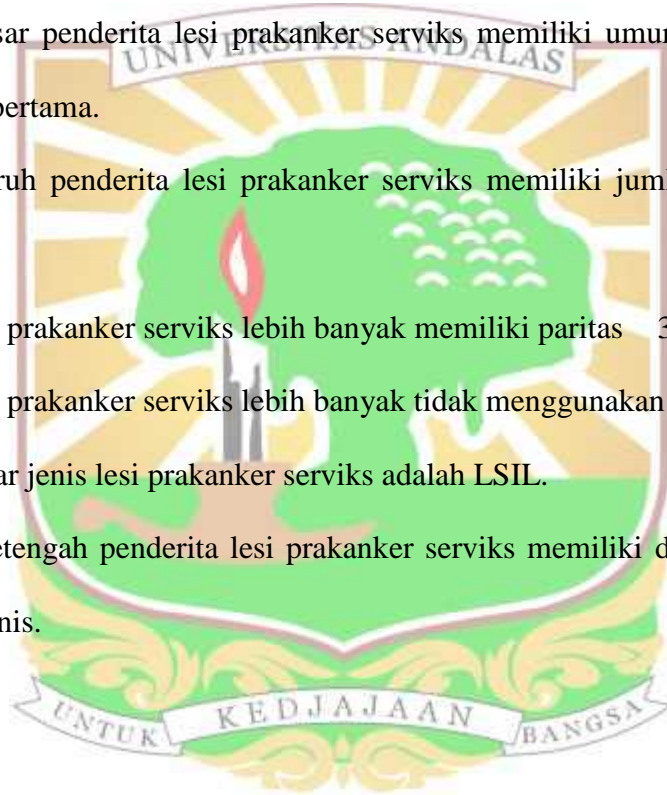 sar penderita lesi prakanker serviks memiliki umur
UNIVERSITAS ANDALAS
pertama.
ruh penderita lesi prakanker serviks memiliki juml
prakanker serviks lebih banyak memiliki paritas 3
prakanker serviks lebih banyak tidak menggunakan
ar jenis lesi prakanker serviks adalah LSIL.
etengah penderita lesi prakanker serviks memiliki d
nis.
UNTUK KEDJAJAAN BANGSA